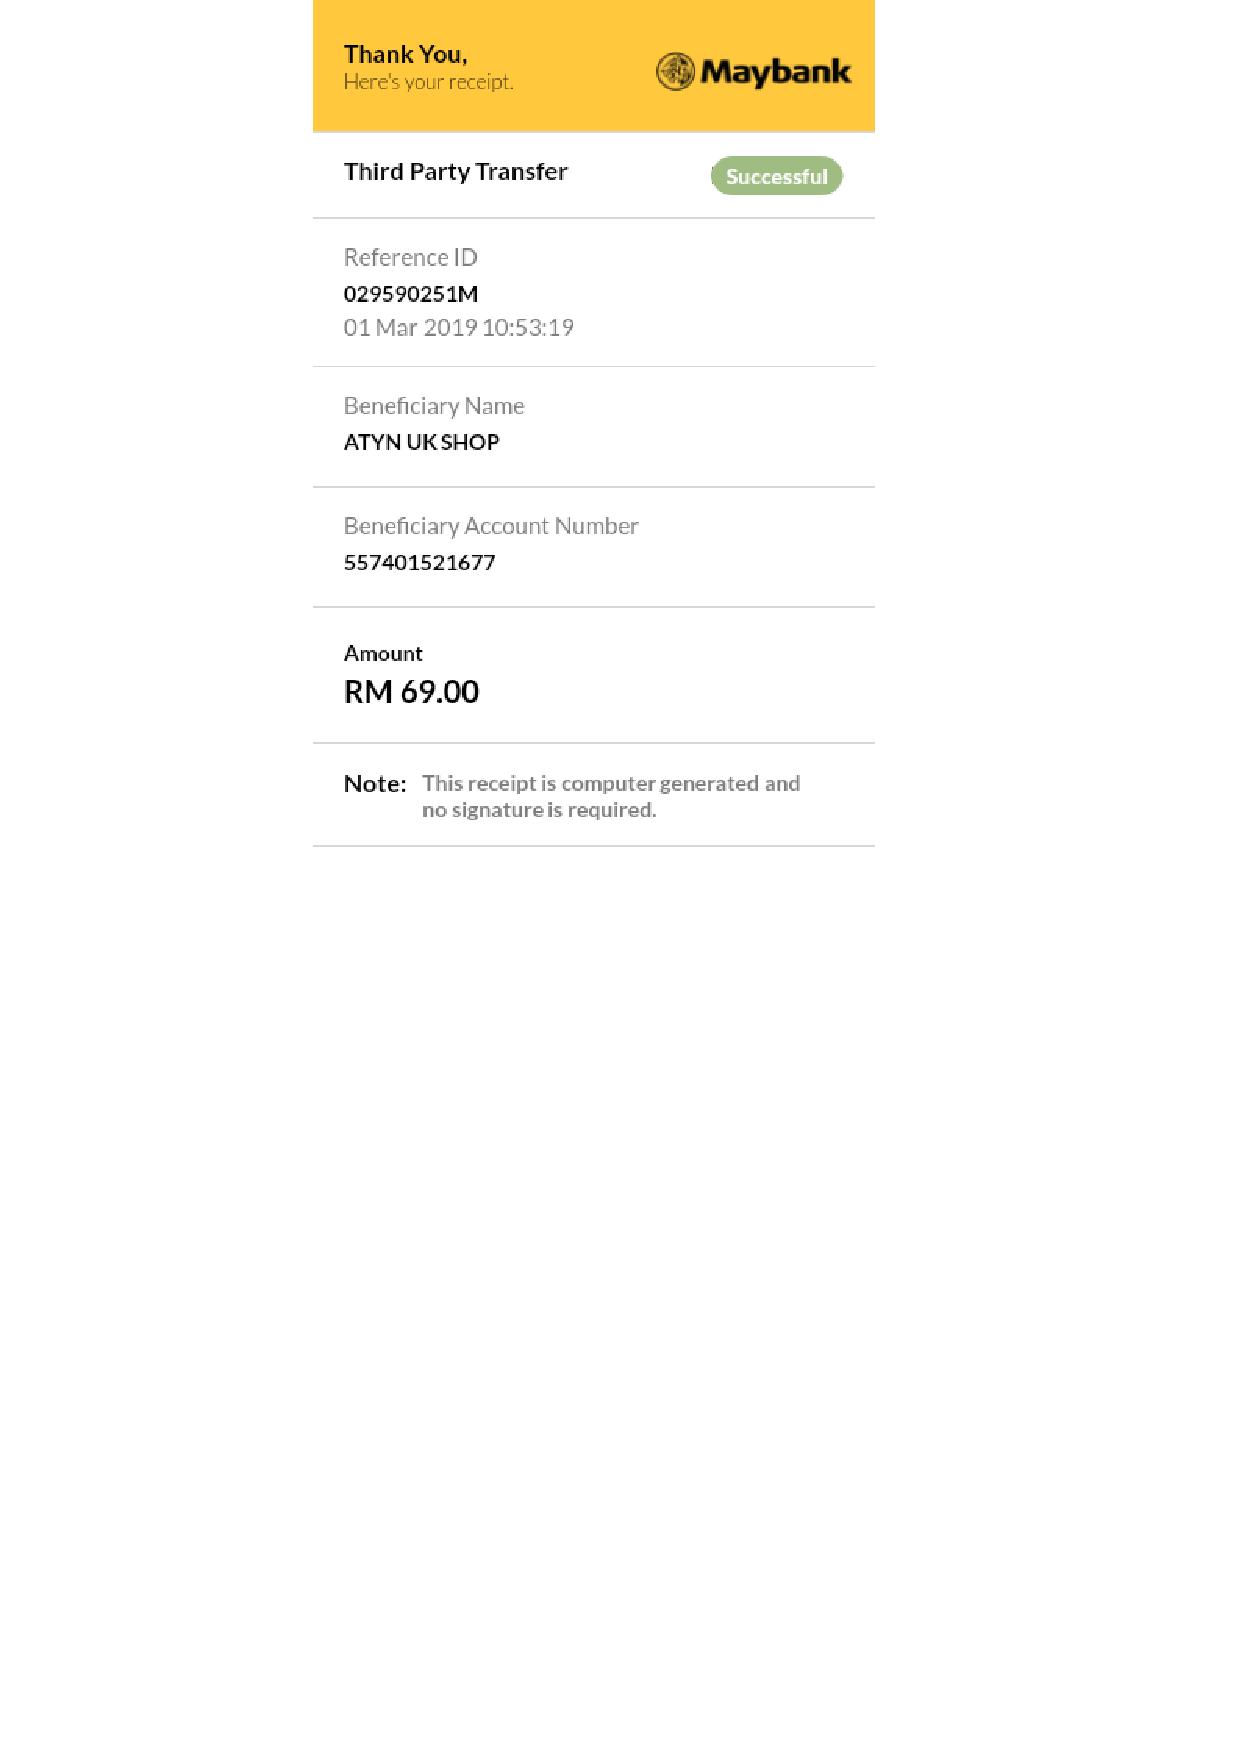 Thank You,
Here's your receipt.
Maybank
Third Party Transfer
Successful
Reference ID
029590251M
01 Mar 2019 10:53:19
Beneficiary Name
ATYN UK SHOP
Beneficiary Account Number
557401521677
Amount
RM 69.00
Note: This receipt is computer generated and
no signature is required.